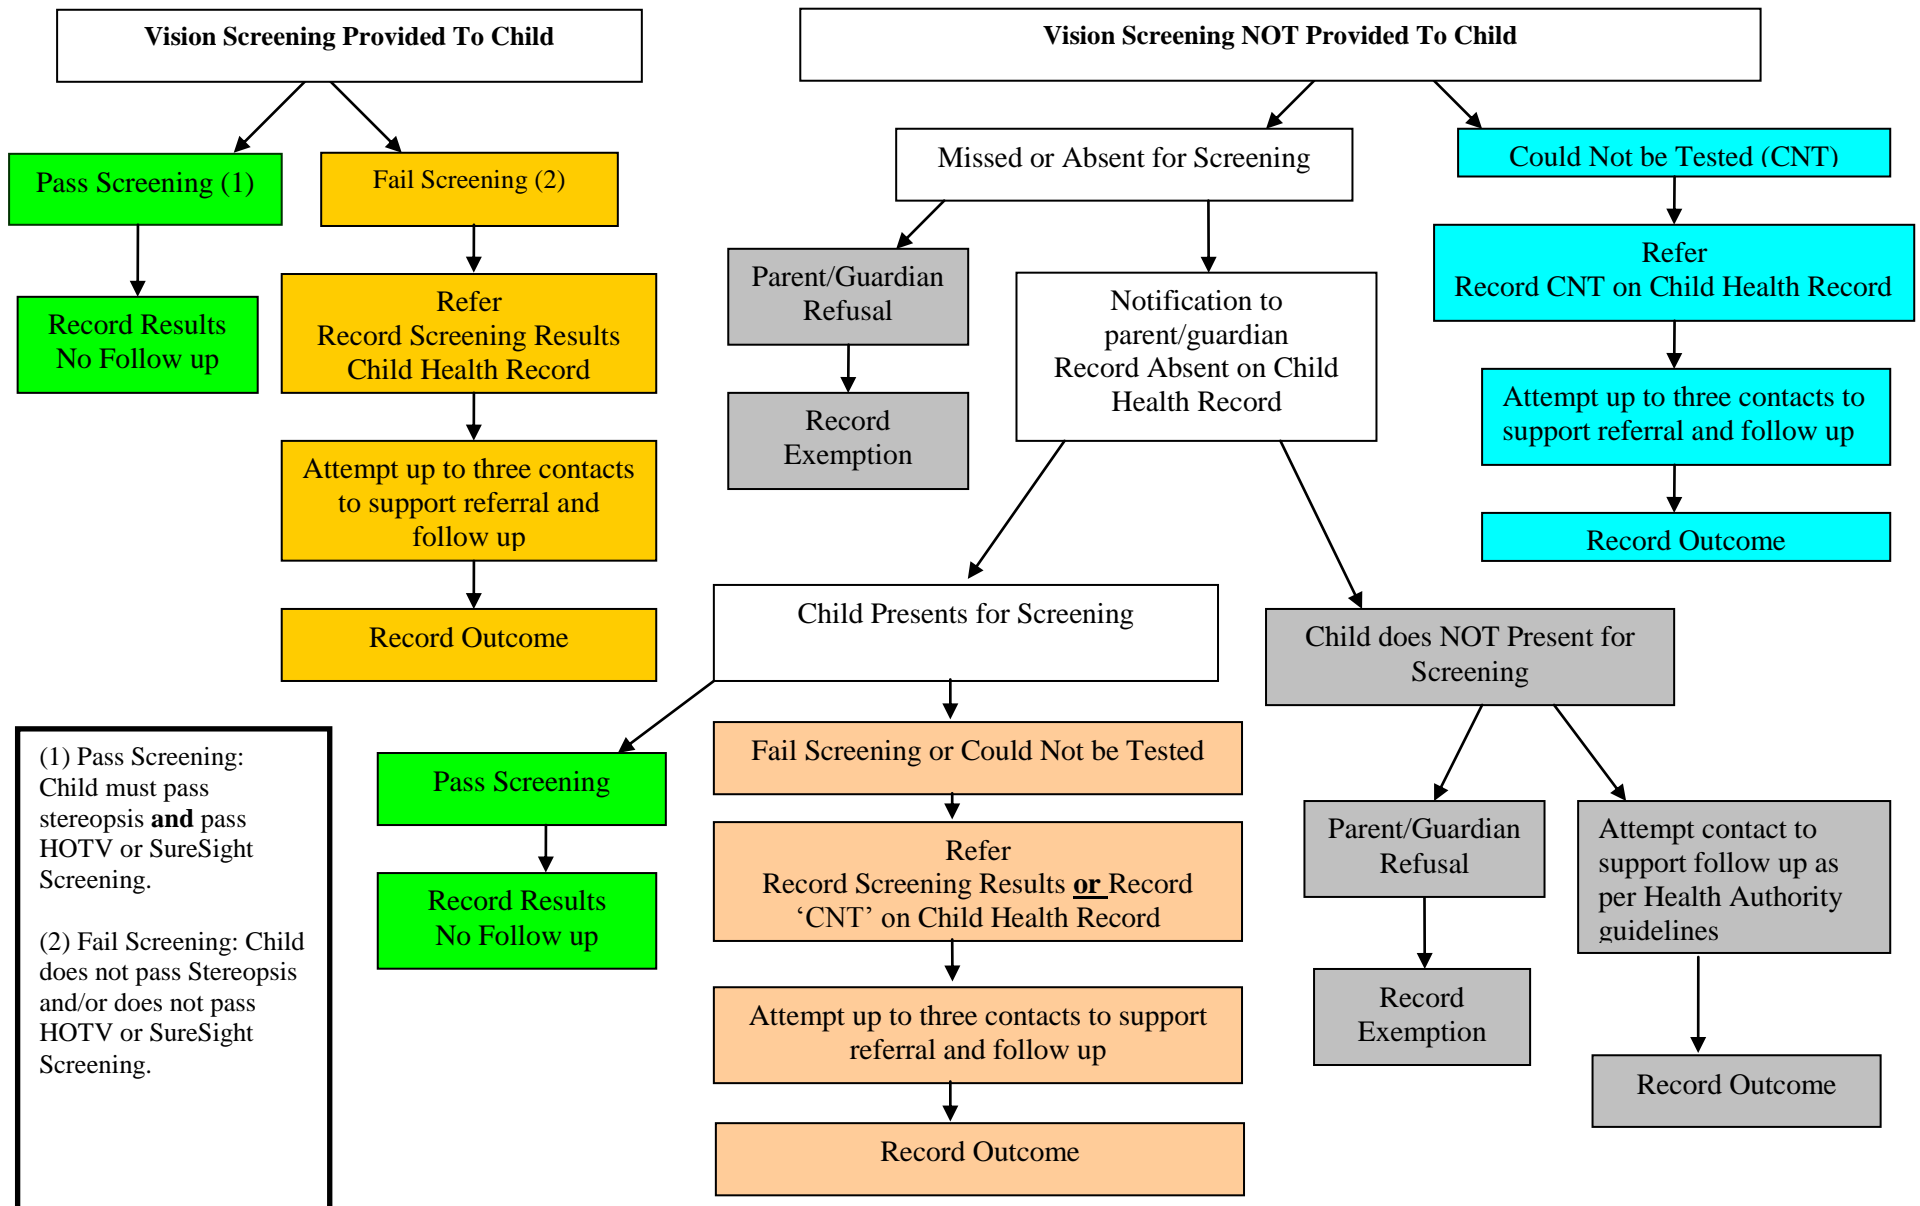 Vision Screening Provided To Child
Vision Screening NOT Provided To Child
Pass Screening (1)
Fail Screening (2)
Missed or Absent for Screening
Could Not be Tested (CNT)
Record Results
No Follow up
Refer
Record Screening Results
Child Health Record
Attempt up to three contacts
to support referral and
follow up
Record Outcome
Parent/Guardian
Refusal
Record
Exemption
Notification to
parent/guardian
Record Absent on Child
Health Record
Refer
Record CNT on Child Health Record
Attempt up to three contacts to
support referral and follow up
Record Outcome
Child Presents for Screening
Child does NOT Present for
Screening
Pass Screening
Record Results
No Follow up
Fail Screening or Could Not be Tested
Refer
Record Screening Results or Record
‘CNT’ on Child Health Record
Attempt up to three contacts to support
referral and follow up
Record Outcome
Parent/Guardian
Refusal
Record
Exemption
Attempt contact to
support follow up as
per Health Authority
guidelines
Record Outcome
(1) Pass Screening:
Child must pass
stereopsis and pass
HOTV or SureSight
Screening.
(2) Fail Screening: Child
does not pass Stereopsis
and/or does not pass
HOTV or SureSight
Screening.